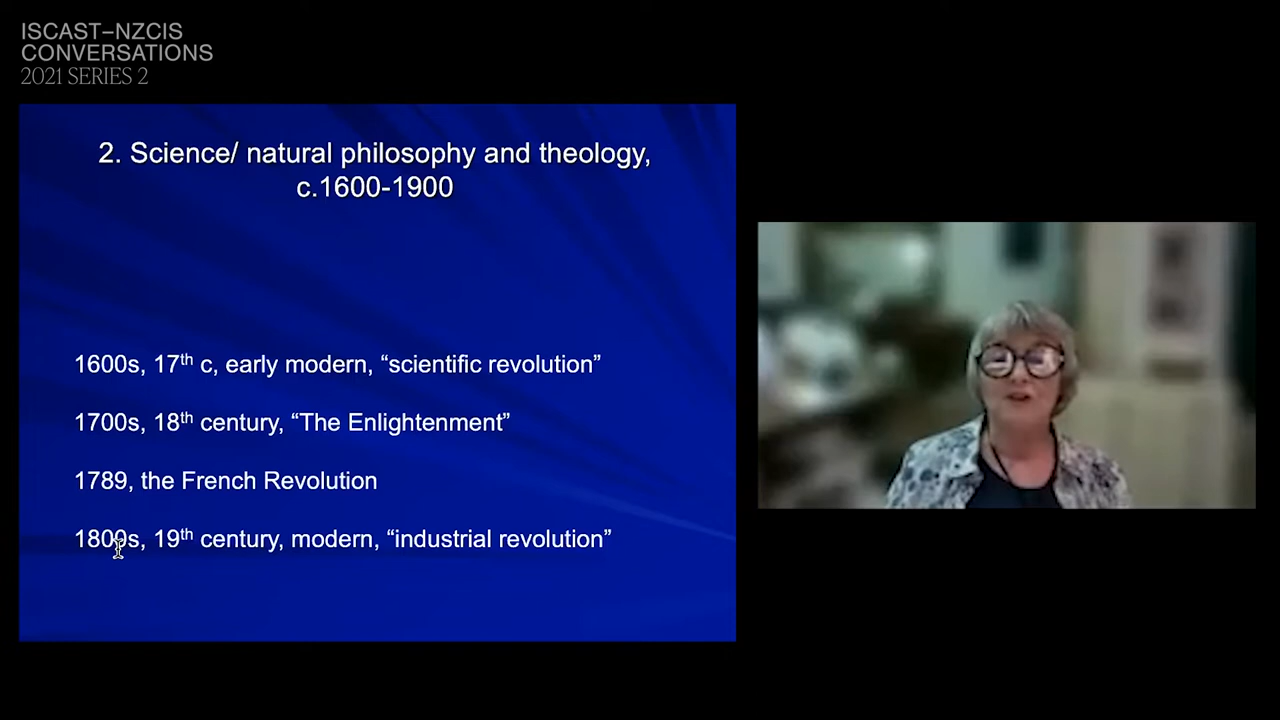 ISCAST–NZCIS
CONVERSATIONS
2021 SERIES 2
2. Science/ natural philosophy and theology,
c.1600-1900
1600s, 17th c, early modern, “scientific revolution”
1700s, 18th century, “The Enlightenment”
1789, the French Revolution
1800s, 19th century, modern, “industrial revolution”